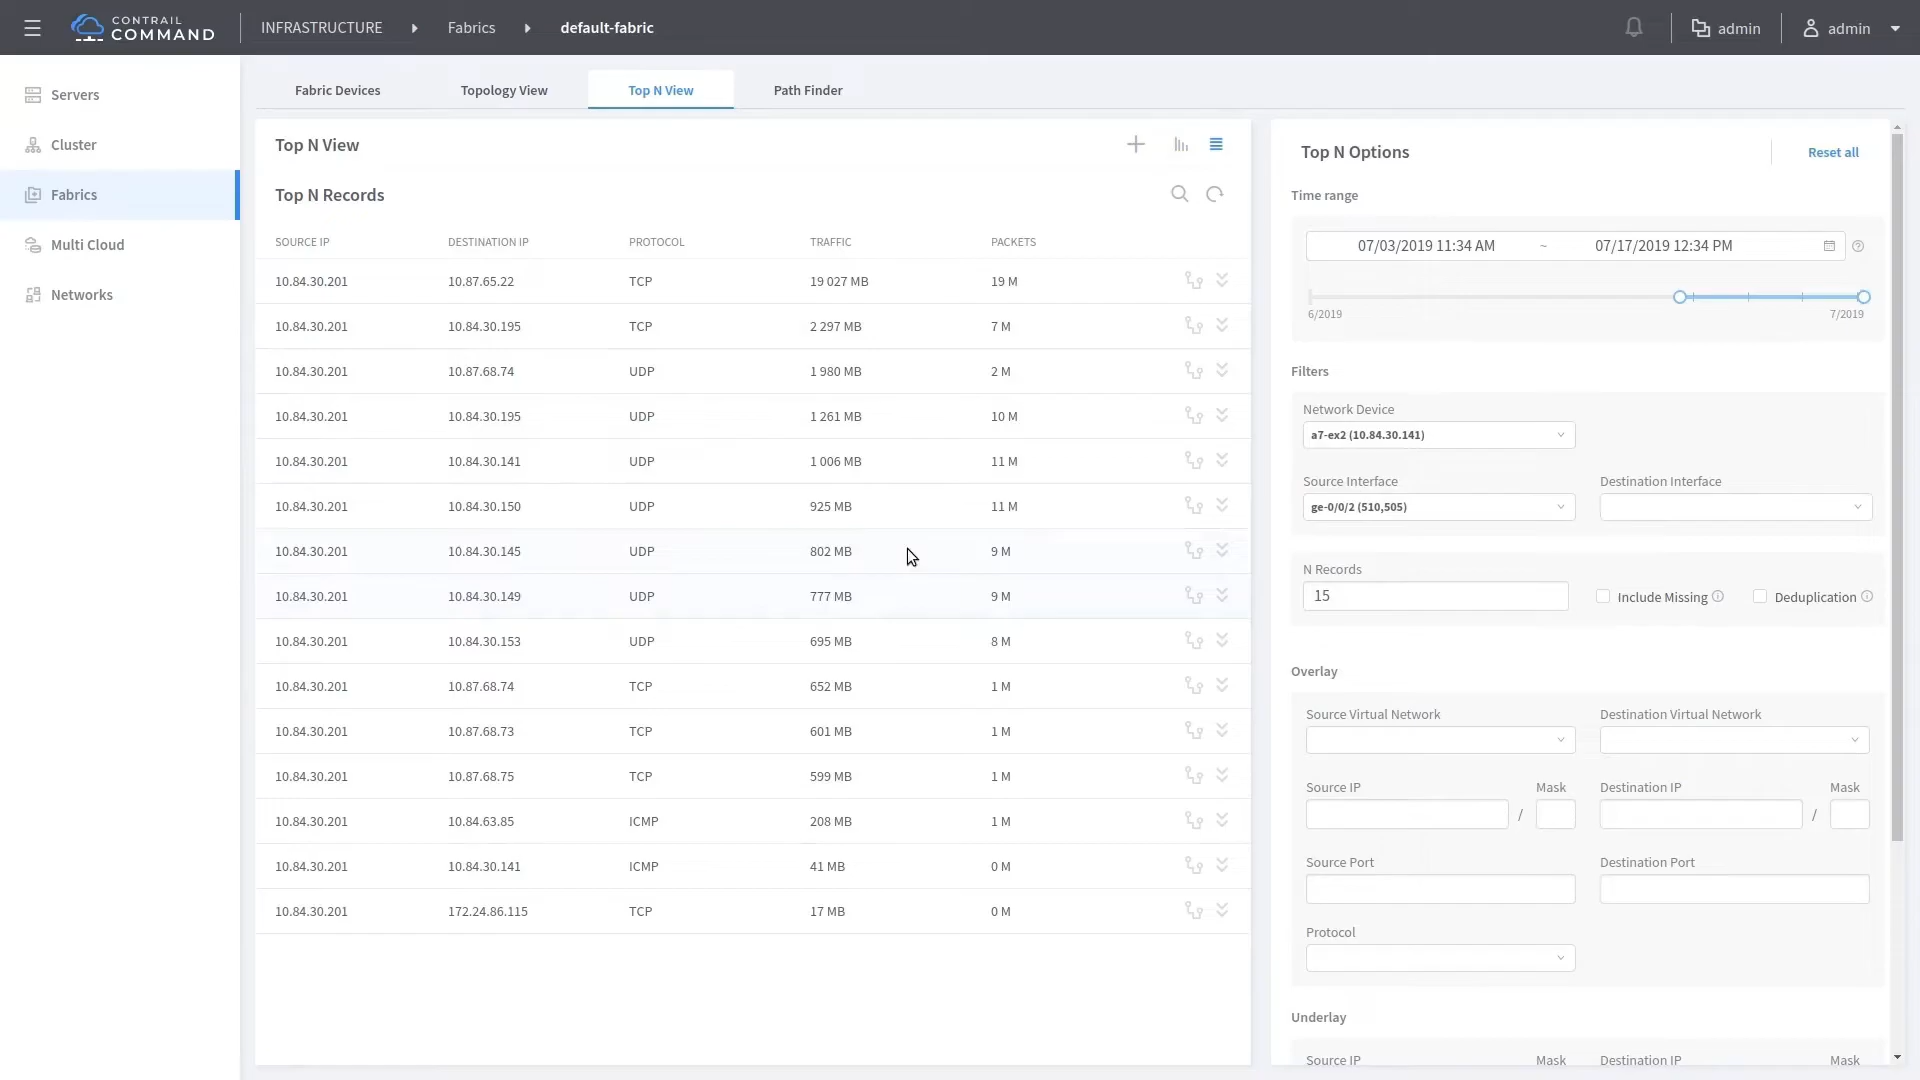 CONTRAIL
COMMAND
INFRASTRUCTURE
Fabrics
default-fabric
admin
admin
Servers
Cluster
Fabrics
Multi Cloud
Networks
Fabric Devices
Topology View
Top N View
Path Finder
Top N View
Top N Records
SOURCE IP DESTINATION IP PROTOCOL TRAFFIC PACKETS
10.84.30.201 10.87.65.22 TCP 19 027 MB 19 M
10.84.30.201 10.84.30.195 TCP 2 297 MB 7 M
10.84.30.201 10.87.68.74 UDP 1 980 MB 2 M
10.84.30.201 10.84.30.195 UDP 1 261 MB 10 M
10.84.30.201 10.84.30.141 UDP 1 006 MB 11 M
10.84.30.201 10.84.30.150 UDP 925 MB 11 M
10.84.30.201 10.84.30.145 UDP 802 MB 9 M
10.84.30.201 10.84.30.149 UDP 777 MB 9 M
10.84.30.201 10.84.30.153 UDP 695 MB 8 M
10.84.30.201 10.87.68.74 TCP 652 MB 1 M
10.84.30.201 10.87.68.73 TCP 601 MB 1 M
10.84.30.201 10.87.68.75 TCP 599 MB 1 M
10.84.30.201 10.84.63.85 ICMP 208 MB 1 M
10.84.30.201 10.84.30.141 ICMP 41 MB 0 M
10.84.30.201 172.24.86.115 TCP 17 MB 0 M
Top N Options
Reset all
Time range
07/03/2019 11:34 AM ~ 07/17/2019 12:34 PM
6/2019 7/2019
Filters
Network Device
a7-ex2 (10.84.30.141)
Source Interface Destination Interface
ge-0/0/2 (510,505)
N Records
15
Include Missing
Deduplication
Overlay
Source Virtual Network Destination Virtual Network
Source IP Mask Destination IP Mask
/ /
Source Port Destination Port
Protocol
Underlay
Source IP Mask Destination IP Mask